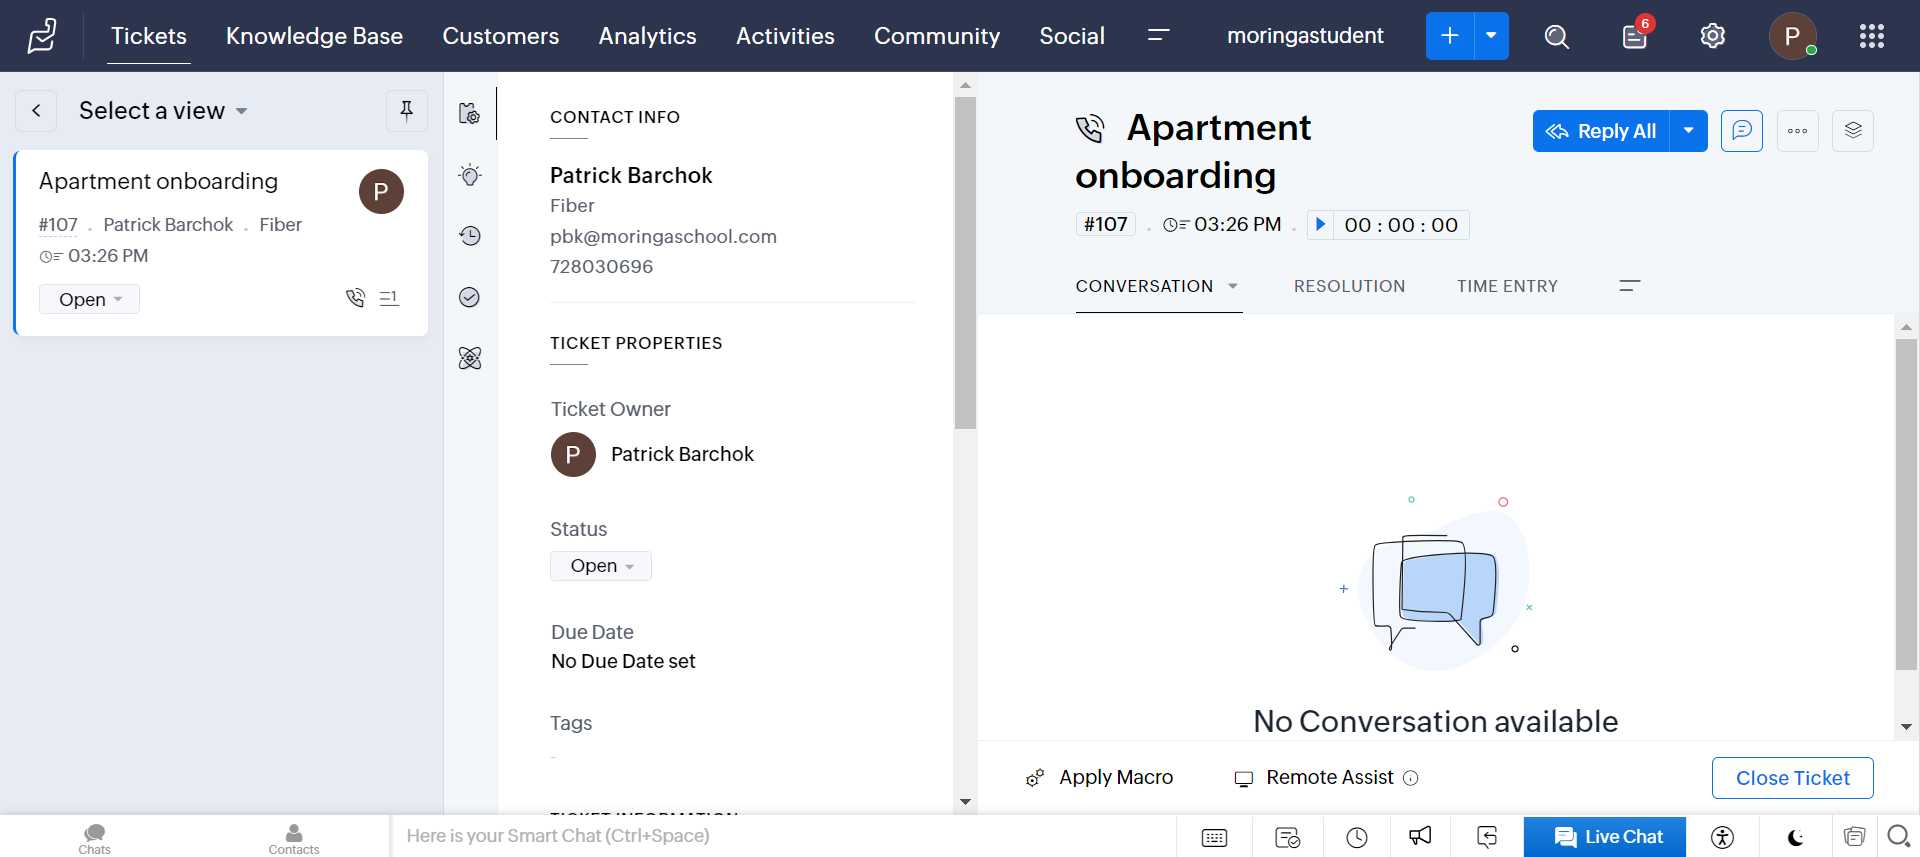 Tickets Knowledge Base Customers Analytics Activities Community Social moringastudent 6 P
Select a view
Apartment onboarding P
#107 . Patrick Barchok . Fiber
03:26 PM
Open 1
CONTACT INFO
Patrick Barchok
Fiber
pbk@moringaschool.com
728030696
TICKET PROPERTIES
Ticket Owner
P Patrick Barchok
Status
Open
Due Date
No Due Date set
Tags
-
TICKET INFORMATION
Apartment
onboarding
Reply All
#107 . 03:26 PM . 00 : 00 : 00
CONVERSATION RESOLUTION TIME ENTRY
No Conversation available
Apply Macro Remote Assist Close Ticket
Chats Contacts Here is your Smart Chat (Ctrl+Space) Live Chat